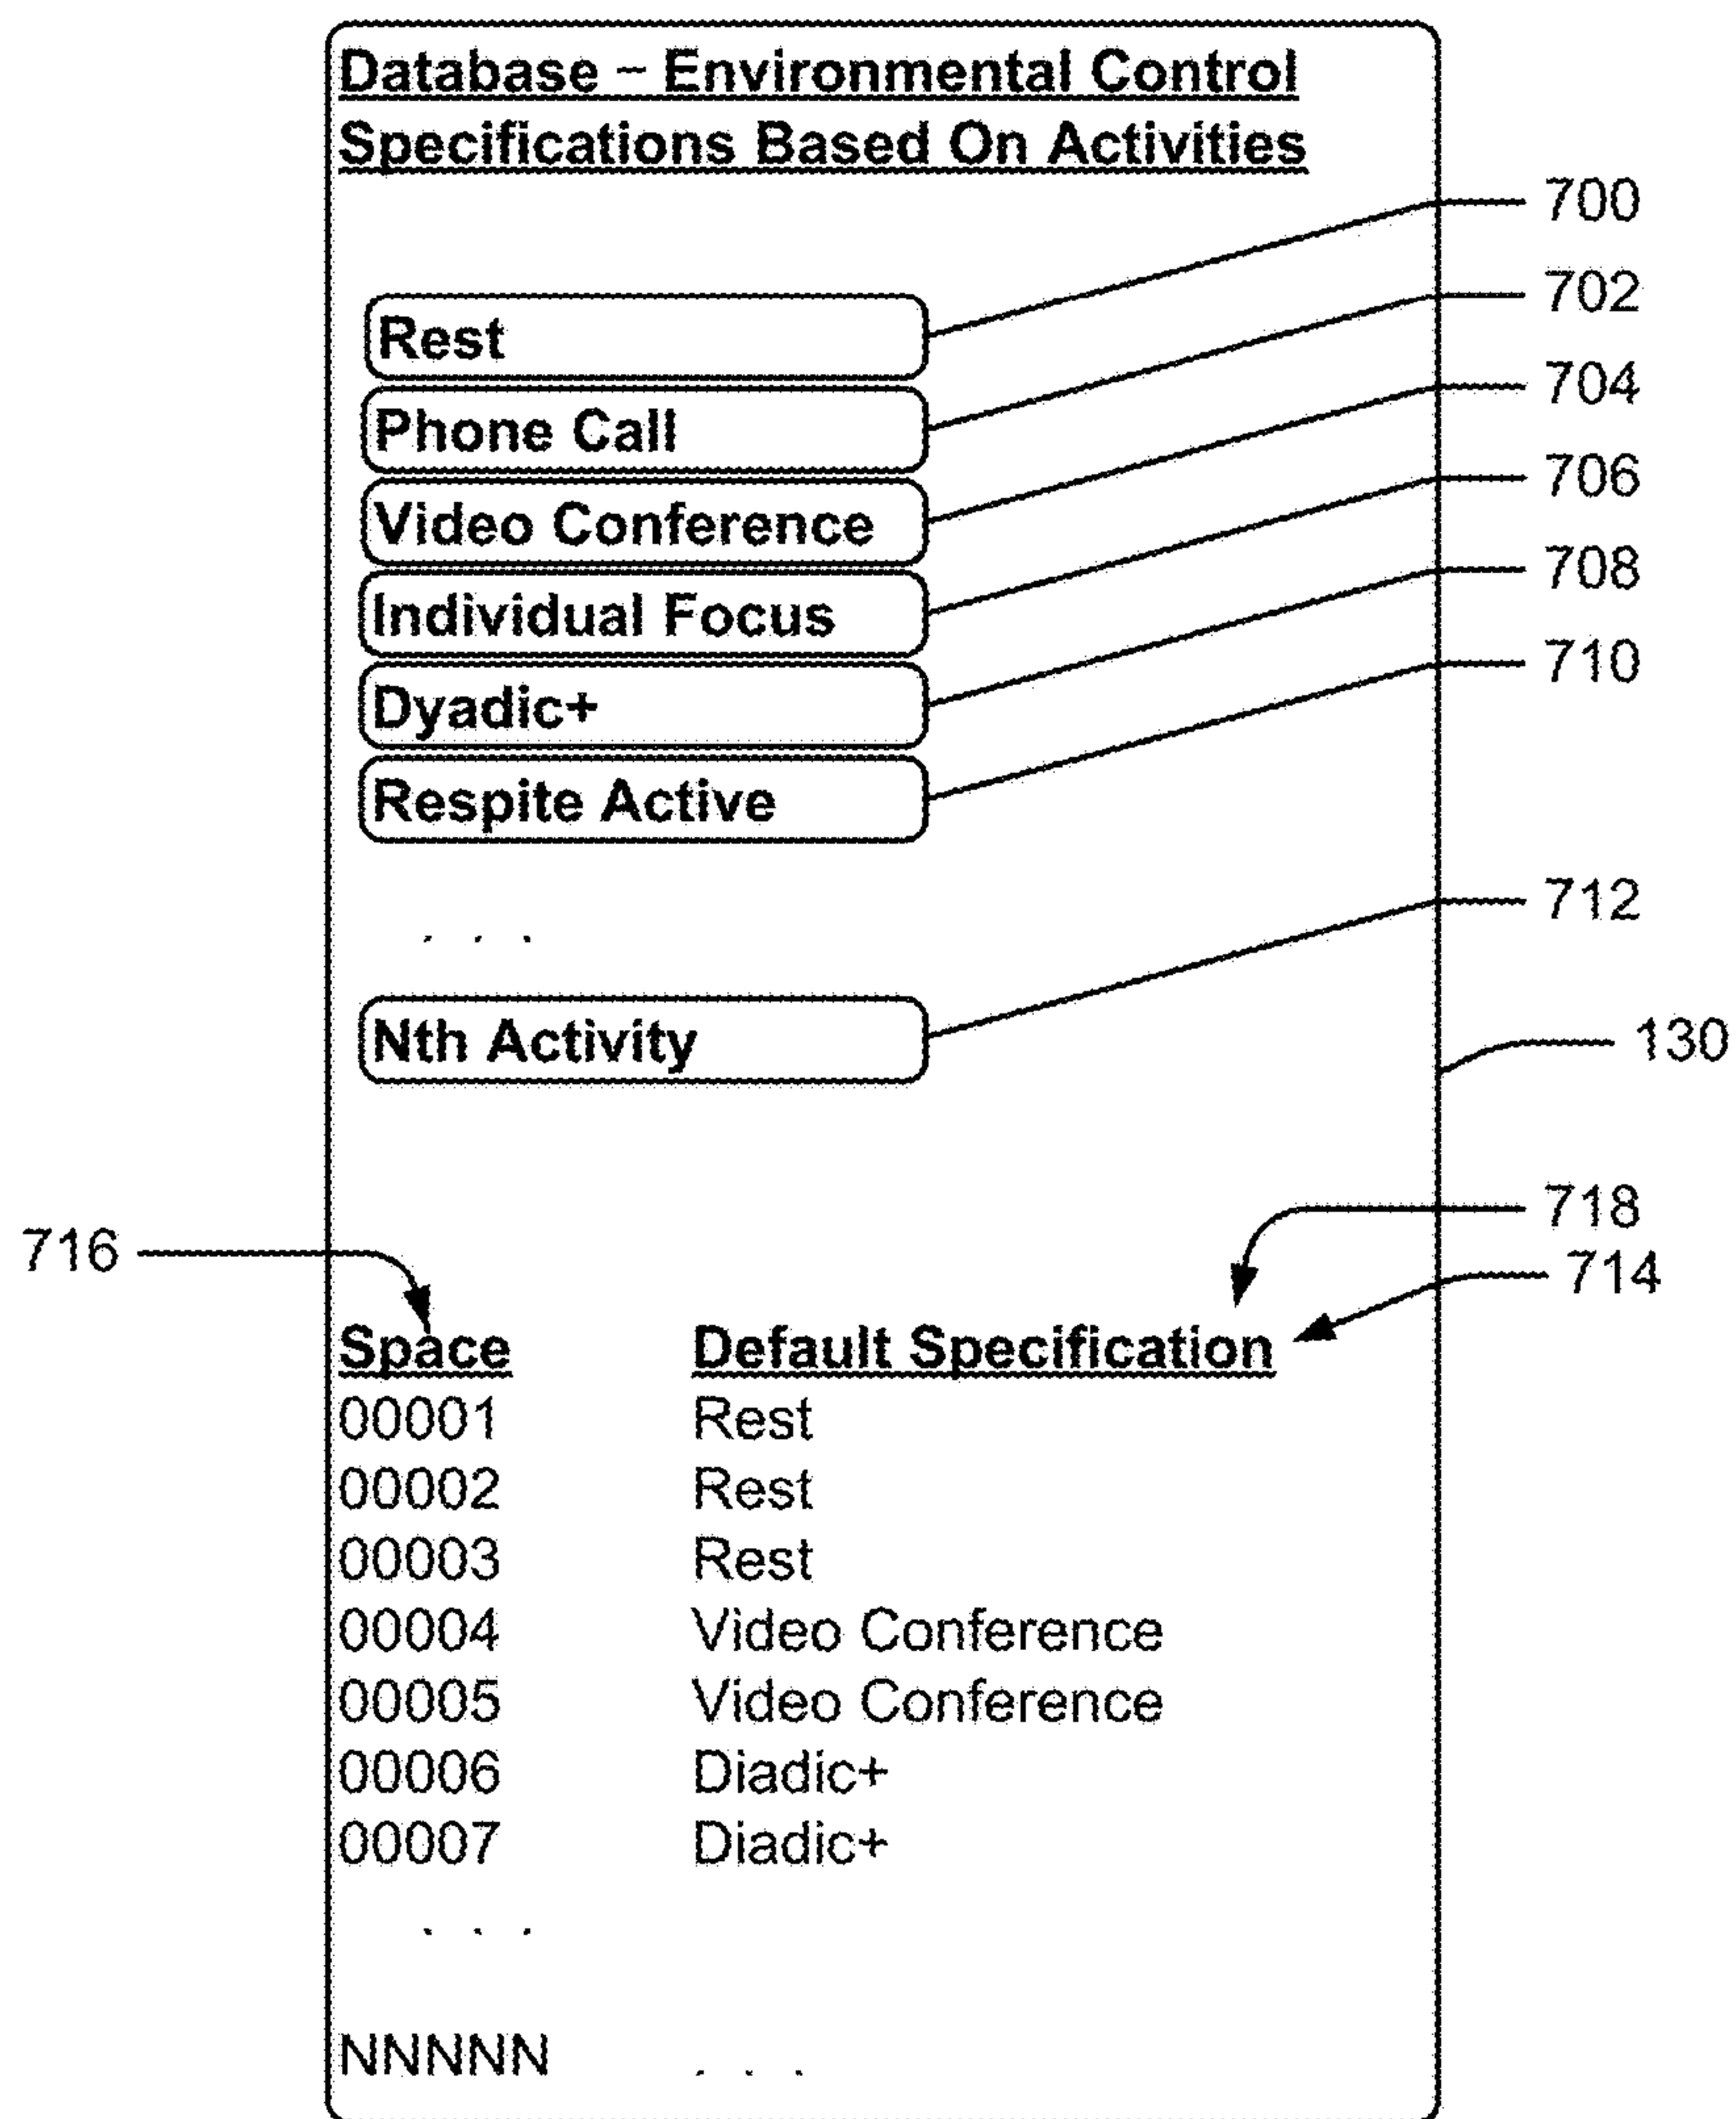 Database – Environmental Control
Specifications Based On Activities
700
702
Rest
704
Phone Call
706
Video Conference
708
Individual Focus
710
Dyadic+
Respite Active
712
. . .
Nth Activity
130
718
716
714
Space Default Specification
00001 Rest
00002 Rest
00003 Rest
00004 Video Conference
00005 Video Conference
00006 Diadic+
00007 Diadic+
. . .
NNNNN . . .